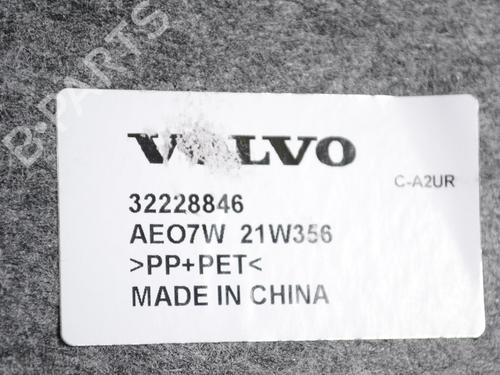 B-PARTS
VOLVO
C-A2UR
32228846
AEO7W 21W356
>PP+PET<
MADE IN CHINA